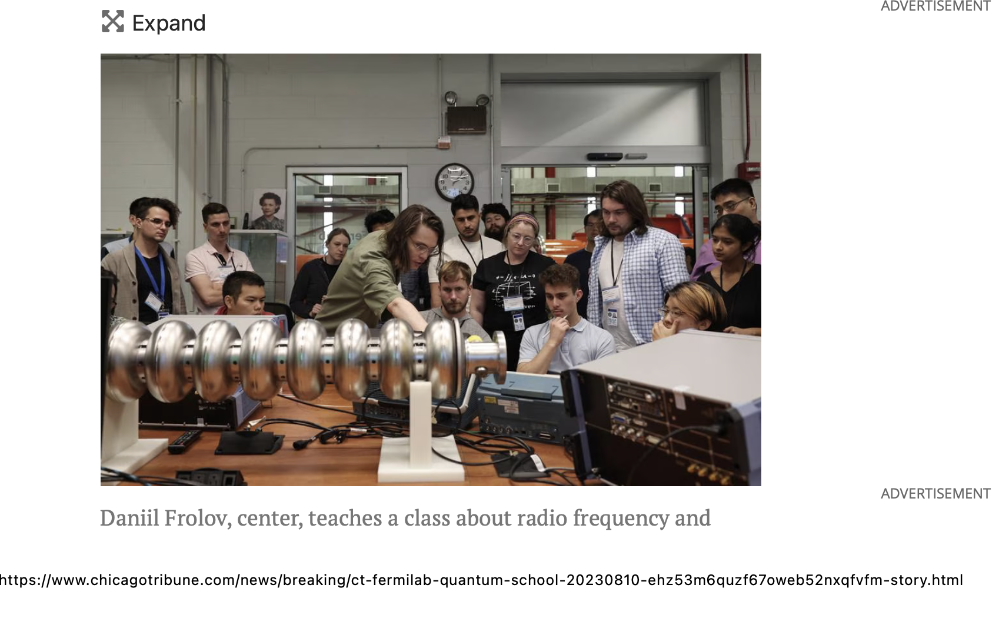 ADVERTISEMENT
Expand
ADVERTISEMENT
Daniil Frolov, center, teaches a class about radio frequency and
https://www.chicagotribune.com/news/breaking/ct-fermilab-quantum-school-20230810-ehz53m6quzf67oweb52nxqfvfm-story.html